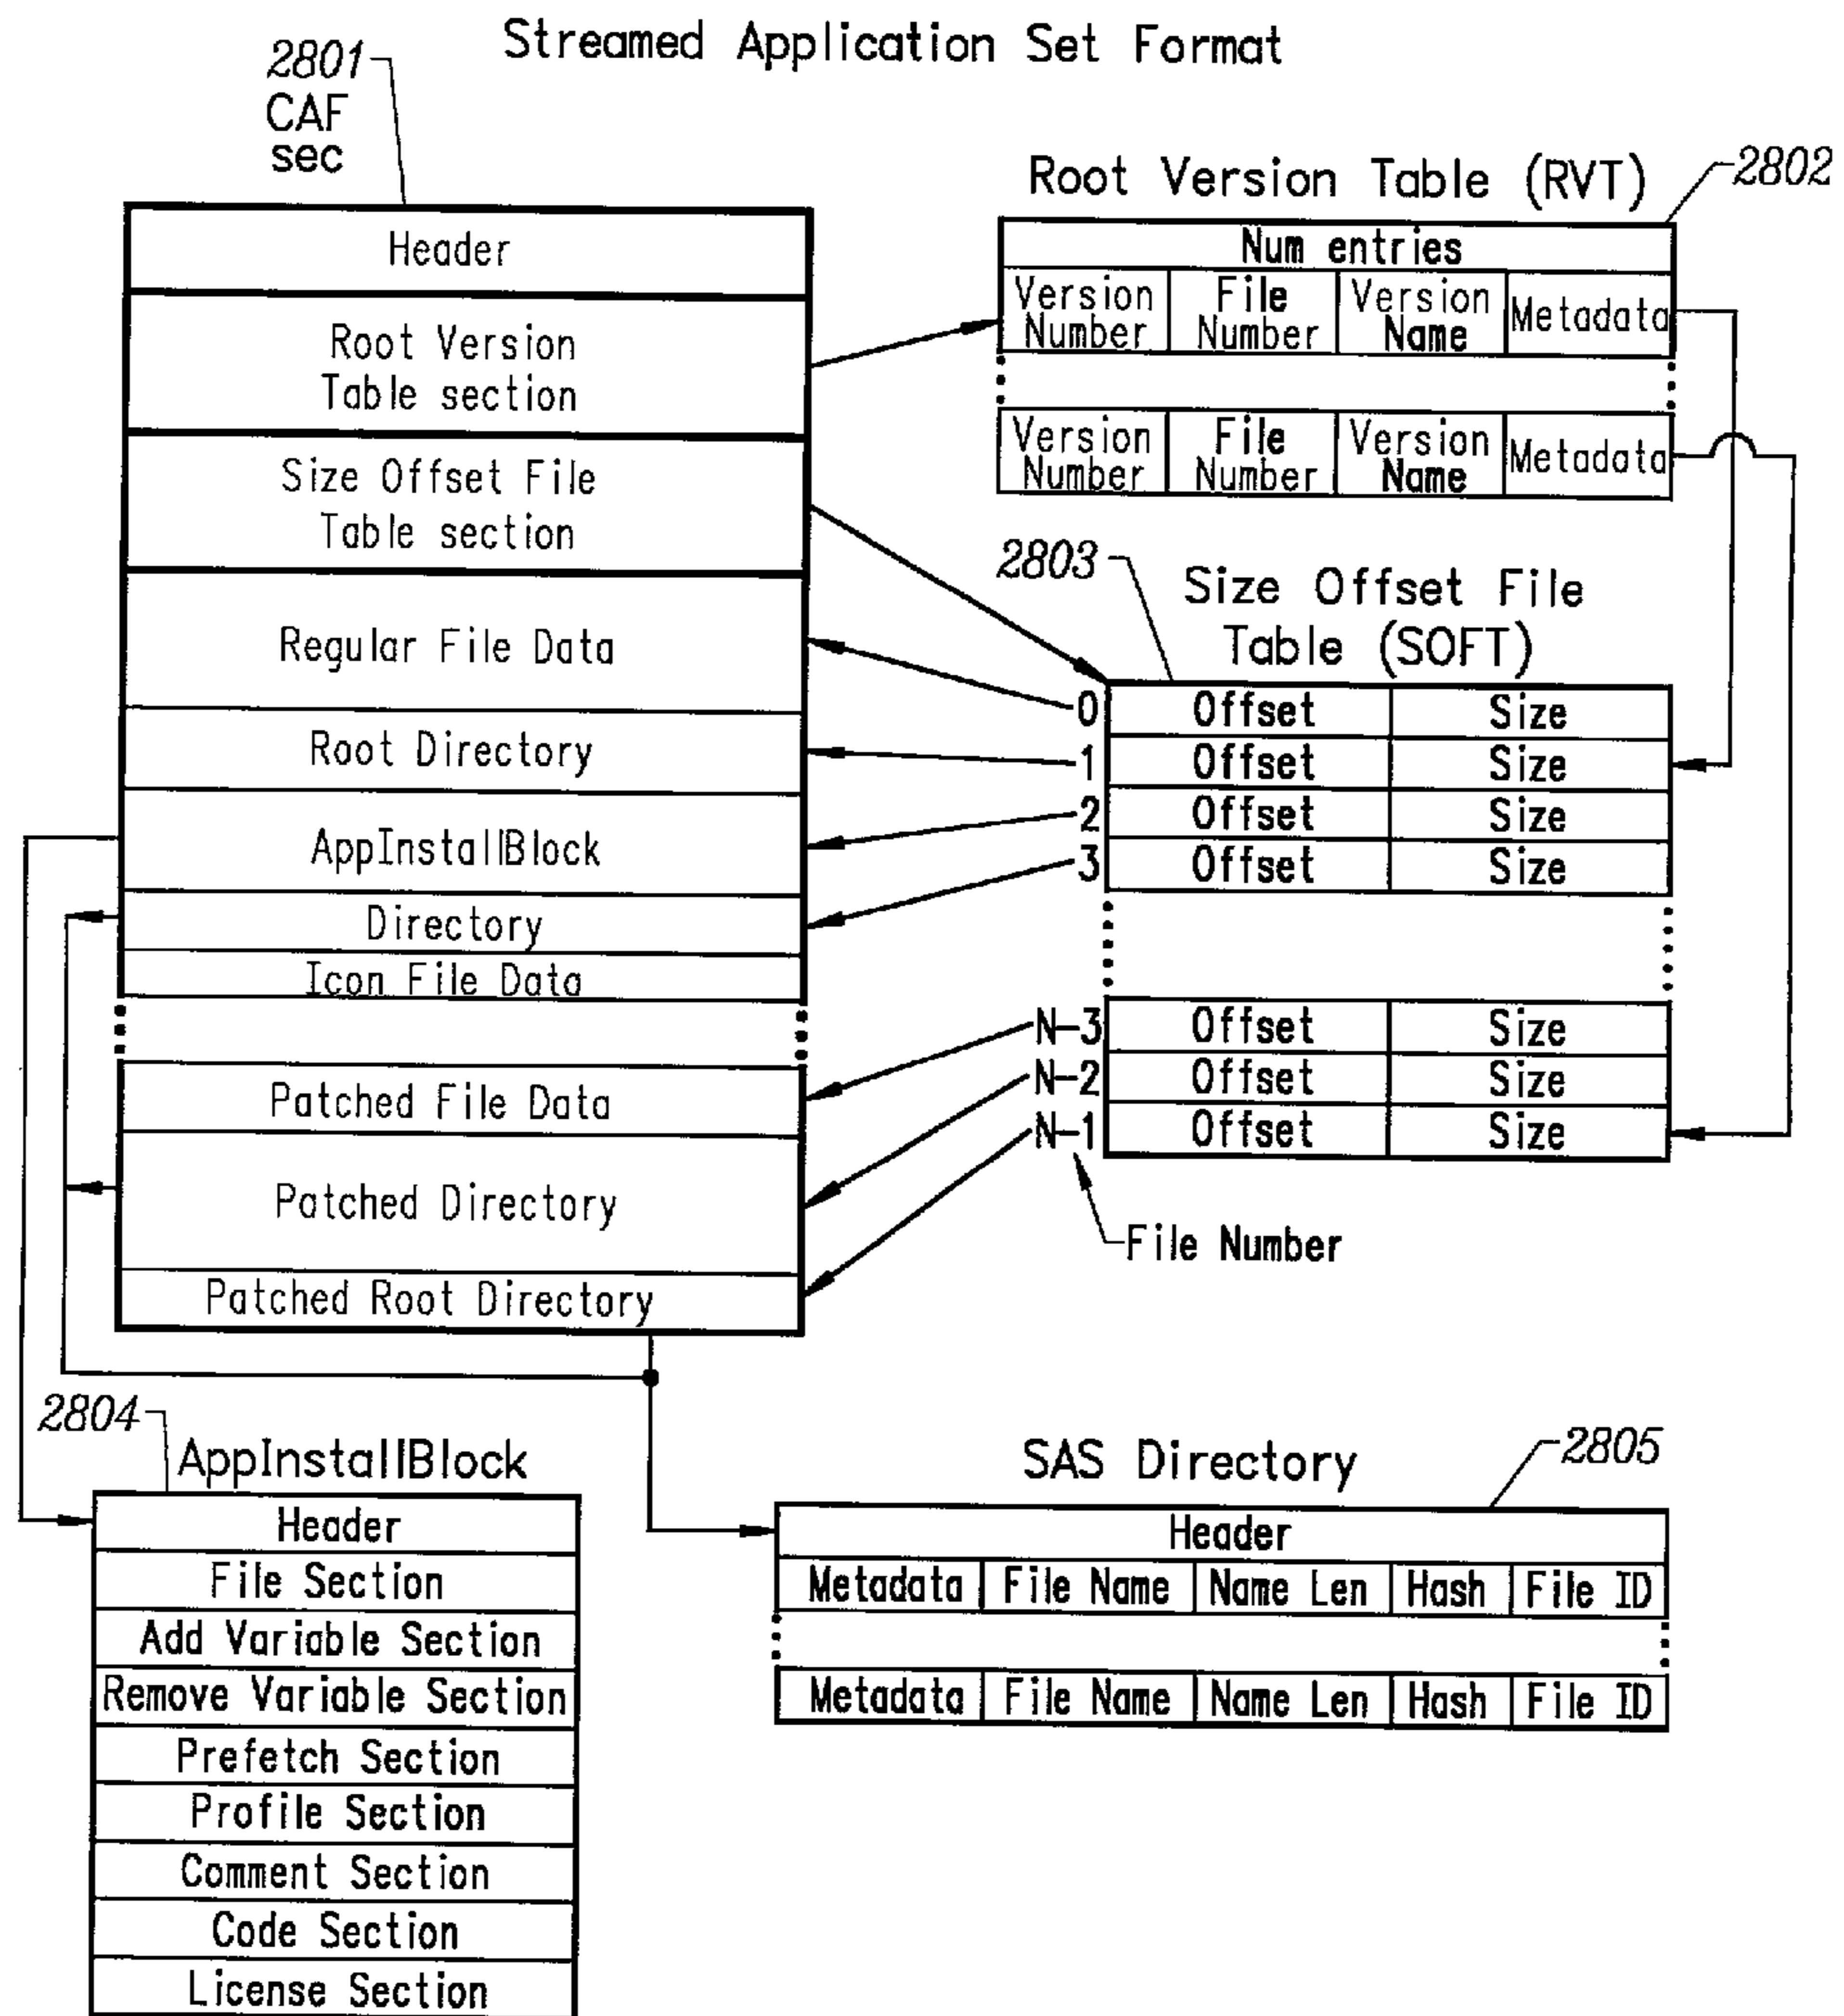 Streamed Application Set Format
2801
CAF
sec
Header
Root Version
Table section
Size Offset File
Table section
Regular File Data
Root Directory
AppInstallBlock
Directory
Icon File Data
Patched File Data
Patched Directory
Patched Root Directory
Root Version Table (RVT)
2802
Num entries
Version Number File Number Version Name Metadata
Version Number File Number Version Name Metadata
2803
Size Offset File
Table (SOFT)
0 Offset Size
1 Offset Size
2 Offset Size
3 Offset Size
N-3 Offset Size
N-2 Offset Size
N-1 Offset Size
File Number
2804
AppInstallBlock
Header
File Section
Add Variable Section
Remove Variable Section
Prefetch Section
Profile Section
Comment Section
Code Section
License Section
SAS Directory
2805
Header
Metadata File Name Name Len Hash File ID
Metadata File Name Name Len Hash File ID